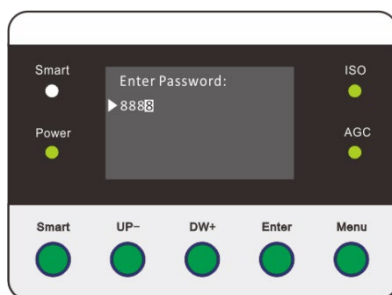 Smart
ISO
Enter Password:
8888
Power
AGC
Smart UP− DW+ Enter Menu